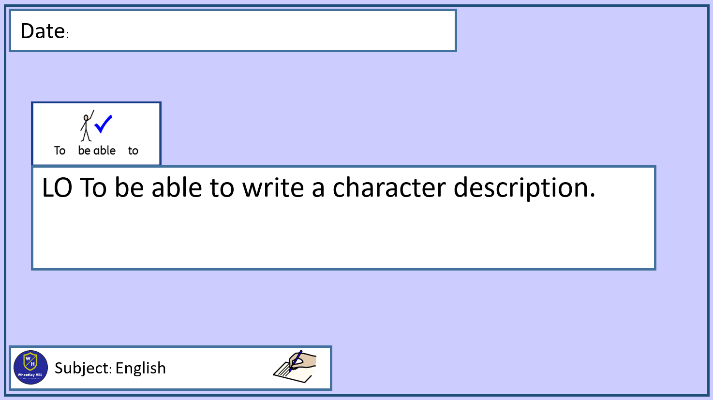 Date:
To be able to
LO To be able to write a character description.
Subject: English